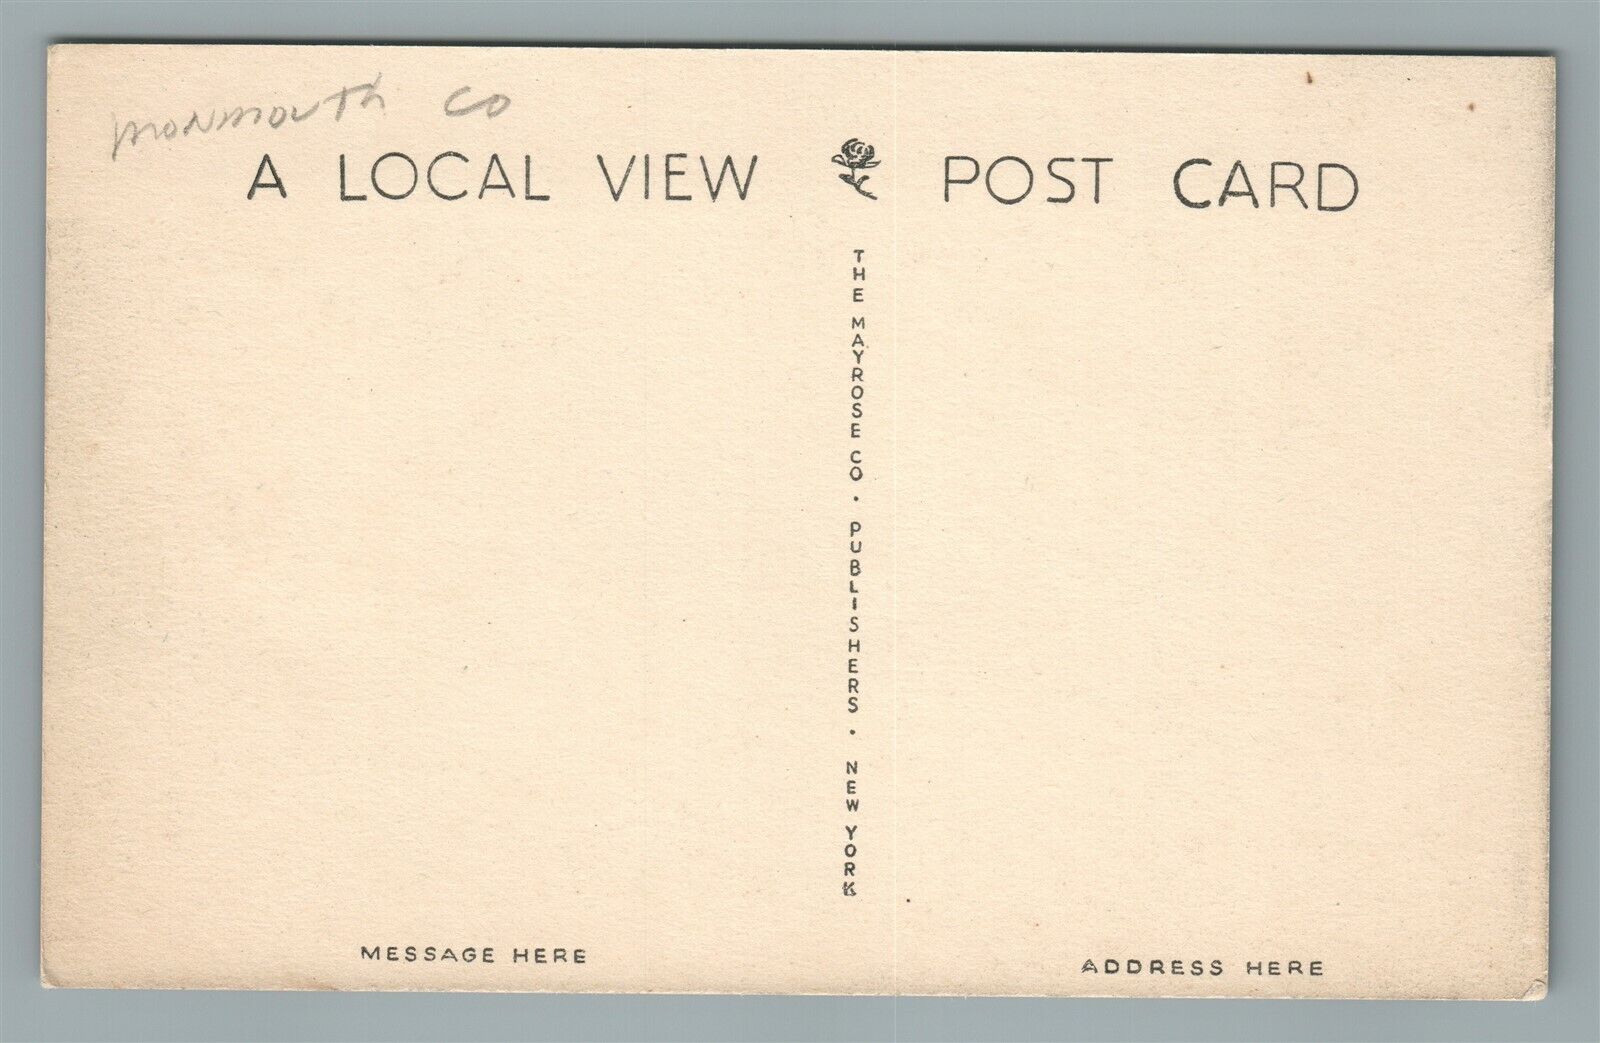 MONMOUTH CO
A LOCAL VIEW POST CARD
THE MAYROSE CO • PUBLISHERS • NEW YORK
MESSAGE HERE
ADDRESS HERE